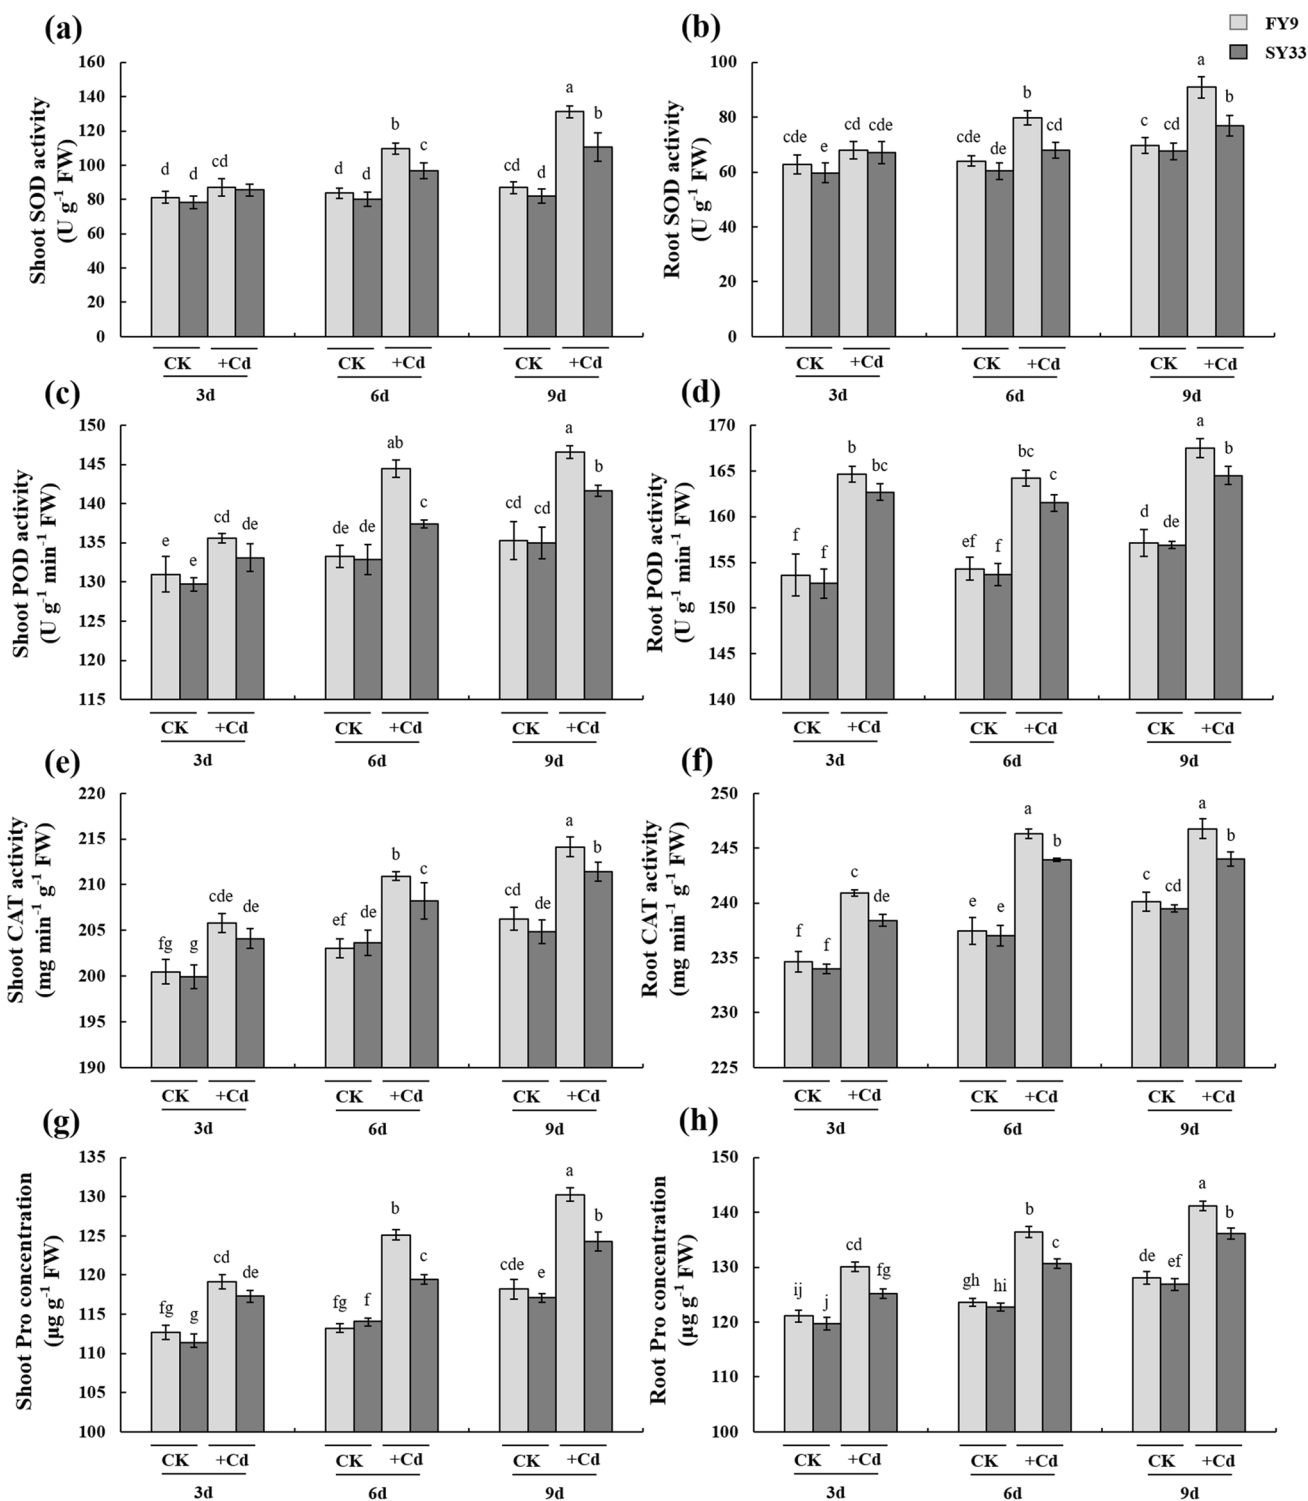 (a)
160
140
120
100
80
60
40
20
0
Shoot SOD activity
(U g⁻¹ FW)
d d cd d d b c cd d a b
CK +Cd CK +Cd CK +Cd
3d 6d 9d
(b)
FY9
SY33
100
80
60
40
20
0
Root SOD activity
(U g⁻¹ FW)
cde e cd cde cde de b cd c cd a b
CK +Cd CK +Cd CK +Cd
3d 6d 9d
(c)
150
145
140
135
130
125
120
115
Shoot POD activity
(U g⁻¹ min⁻¹ FW)
e e cd de de de ab c cd cd a b
CK +Cd CK +Cd CK +Cd
3d 6d 9d
(d)
170
165
160
155
150
145
140
Root POD activity
(U g⁻¹ min⁻¹ FW)
f f b bc ef f bc c d de a b
CK +Cd CK +Cd CK +Cd
3d 6d 9d
(e)
220
215
210
205
200
195
190
Shoot CAT activity
(mg min⁻¹ g⁻¹ FW)
fg g cde de ef de b c cd de a b
CK +Cd CK +Cd CK +Cd
3d 6d 9d
(f)
250
245
240
235
230
225
Root CAT activity
(mg min⁻¹ g⁻¹ FW)
f f c de e e a b c cd a b
CK +Cd CK +Cd CK +Cd
3d 6d 9d
(g)
135
130
125
120
115
110
105
100
Shoot Pro concentration
(μg g⁻¹ FW)
fg g cd de fg f b c cde e a b
CK +Cd CK +Cd CK +Cd
3d 6d 9d
(h)
150
140
130
120
110
100
Root Pro concentration
(μg g⁻¹ FW)
ij j cd fg gh hi b c de ef a b
CK +Cd CK +Cd CK +Cd
3d 6d 9d